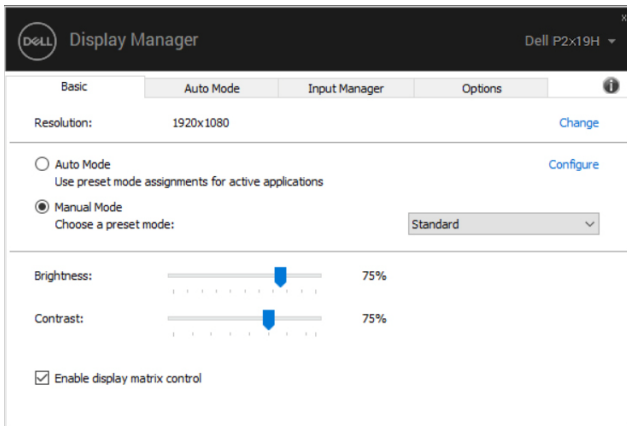 DELL Display Manager
Dell P2x19H
x
Basic Auto Mode Input Manager Options
Resolution: 1920x1080 Change
Auto Mode Configure
Use preset mode assignments for active applications
Manual Mode
Choose a preset mode: Standard
Brightness: 75%
Contrast: 75%
Enable display matrix control